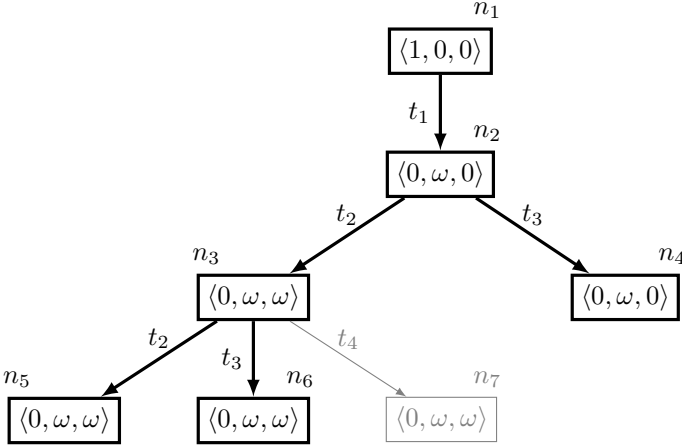 n₁
⟨1, 0, 0⟩
t₁
n₂
⟨0, ω, 0⟩
t₂
t₃
n₃
n₄
⟨0, ω, ω⟩
⟨0, ω, 0⟩
t₂
t₃
t₄
n₅
n₆
n₇
⟨0, ω, ω⟩
⟨0, ω, ω⟩
⟨0, ω, ω⟩